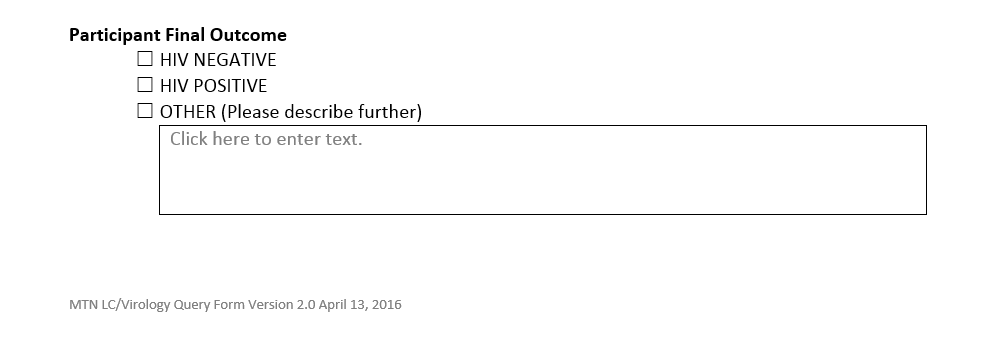 Participant Final Outcome
☐ HIV NEGATIVE
☐ HIV POSITIVE
☐ OTHER (Please describe further)
Click here to enter text.
MTN LC/Virology Query Form Version 2.0 April 13, 2016